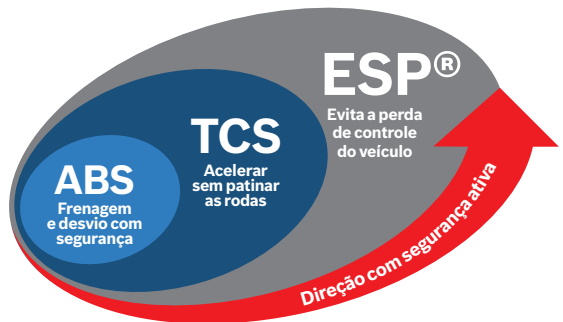 ESP®
Evita a perda
de controle
do veículo
TCS
Acelerar
sem patinar
as rodas
ABS
Frenagem
e desvio com
segurança
Direção com segurança ativa